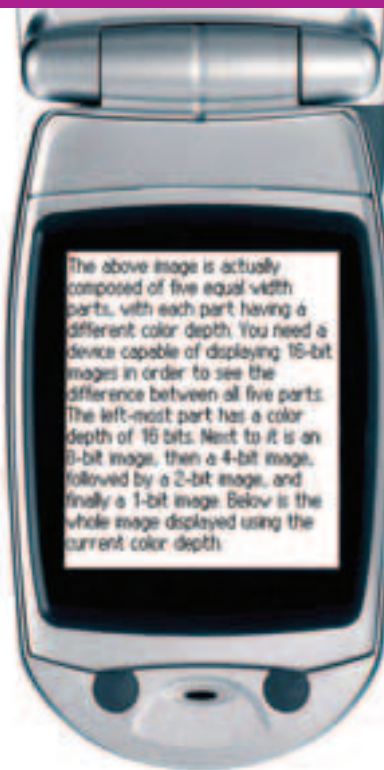 The above image is actually
composed of five equal width
parts, with each part having a
different color depth. You need a
device capable of displaying 16-bit
images in order to see the
difference between all five parts.
The left-most part has a color
depth of 16 bits. Next to it is an
8-bit image, then a 4-bit image,
followed by a 2-bit image, and
finally a 1-bit image. Below is the
whole image displayed using the
current color depth.